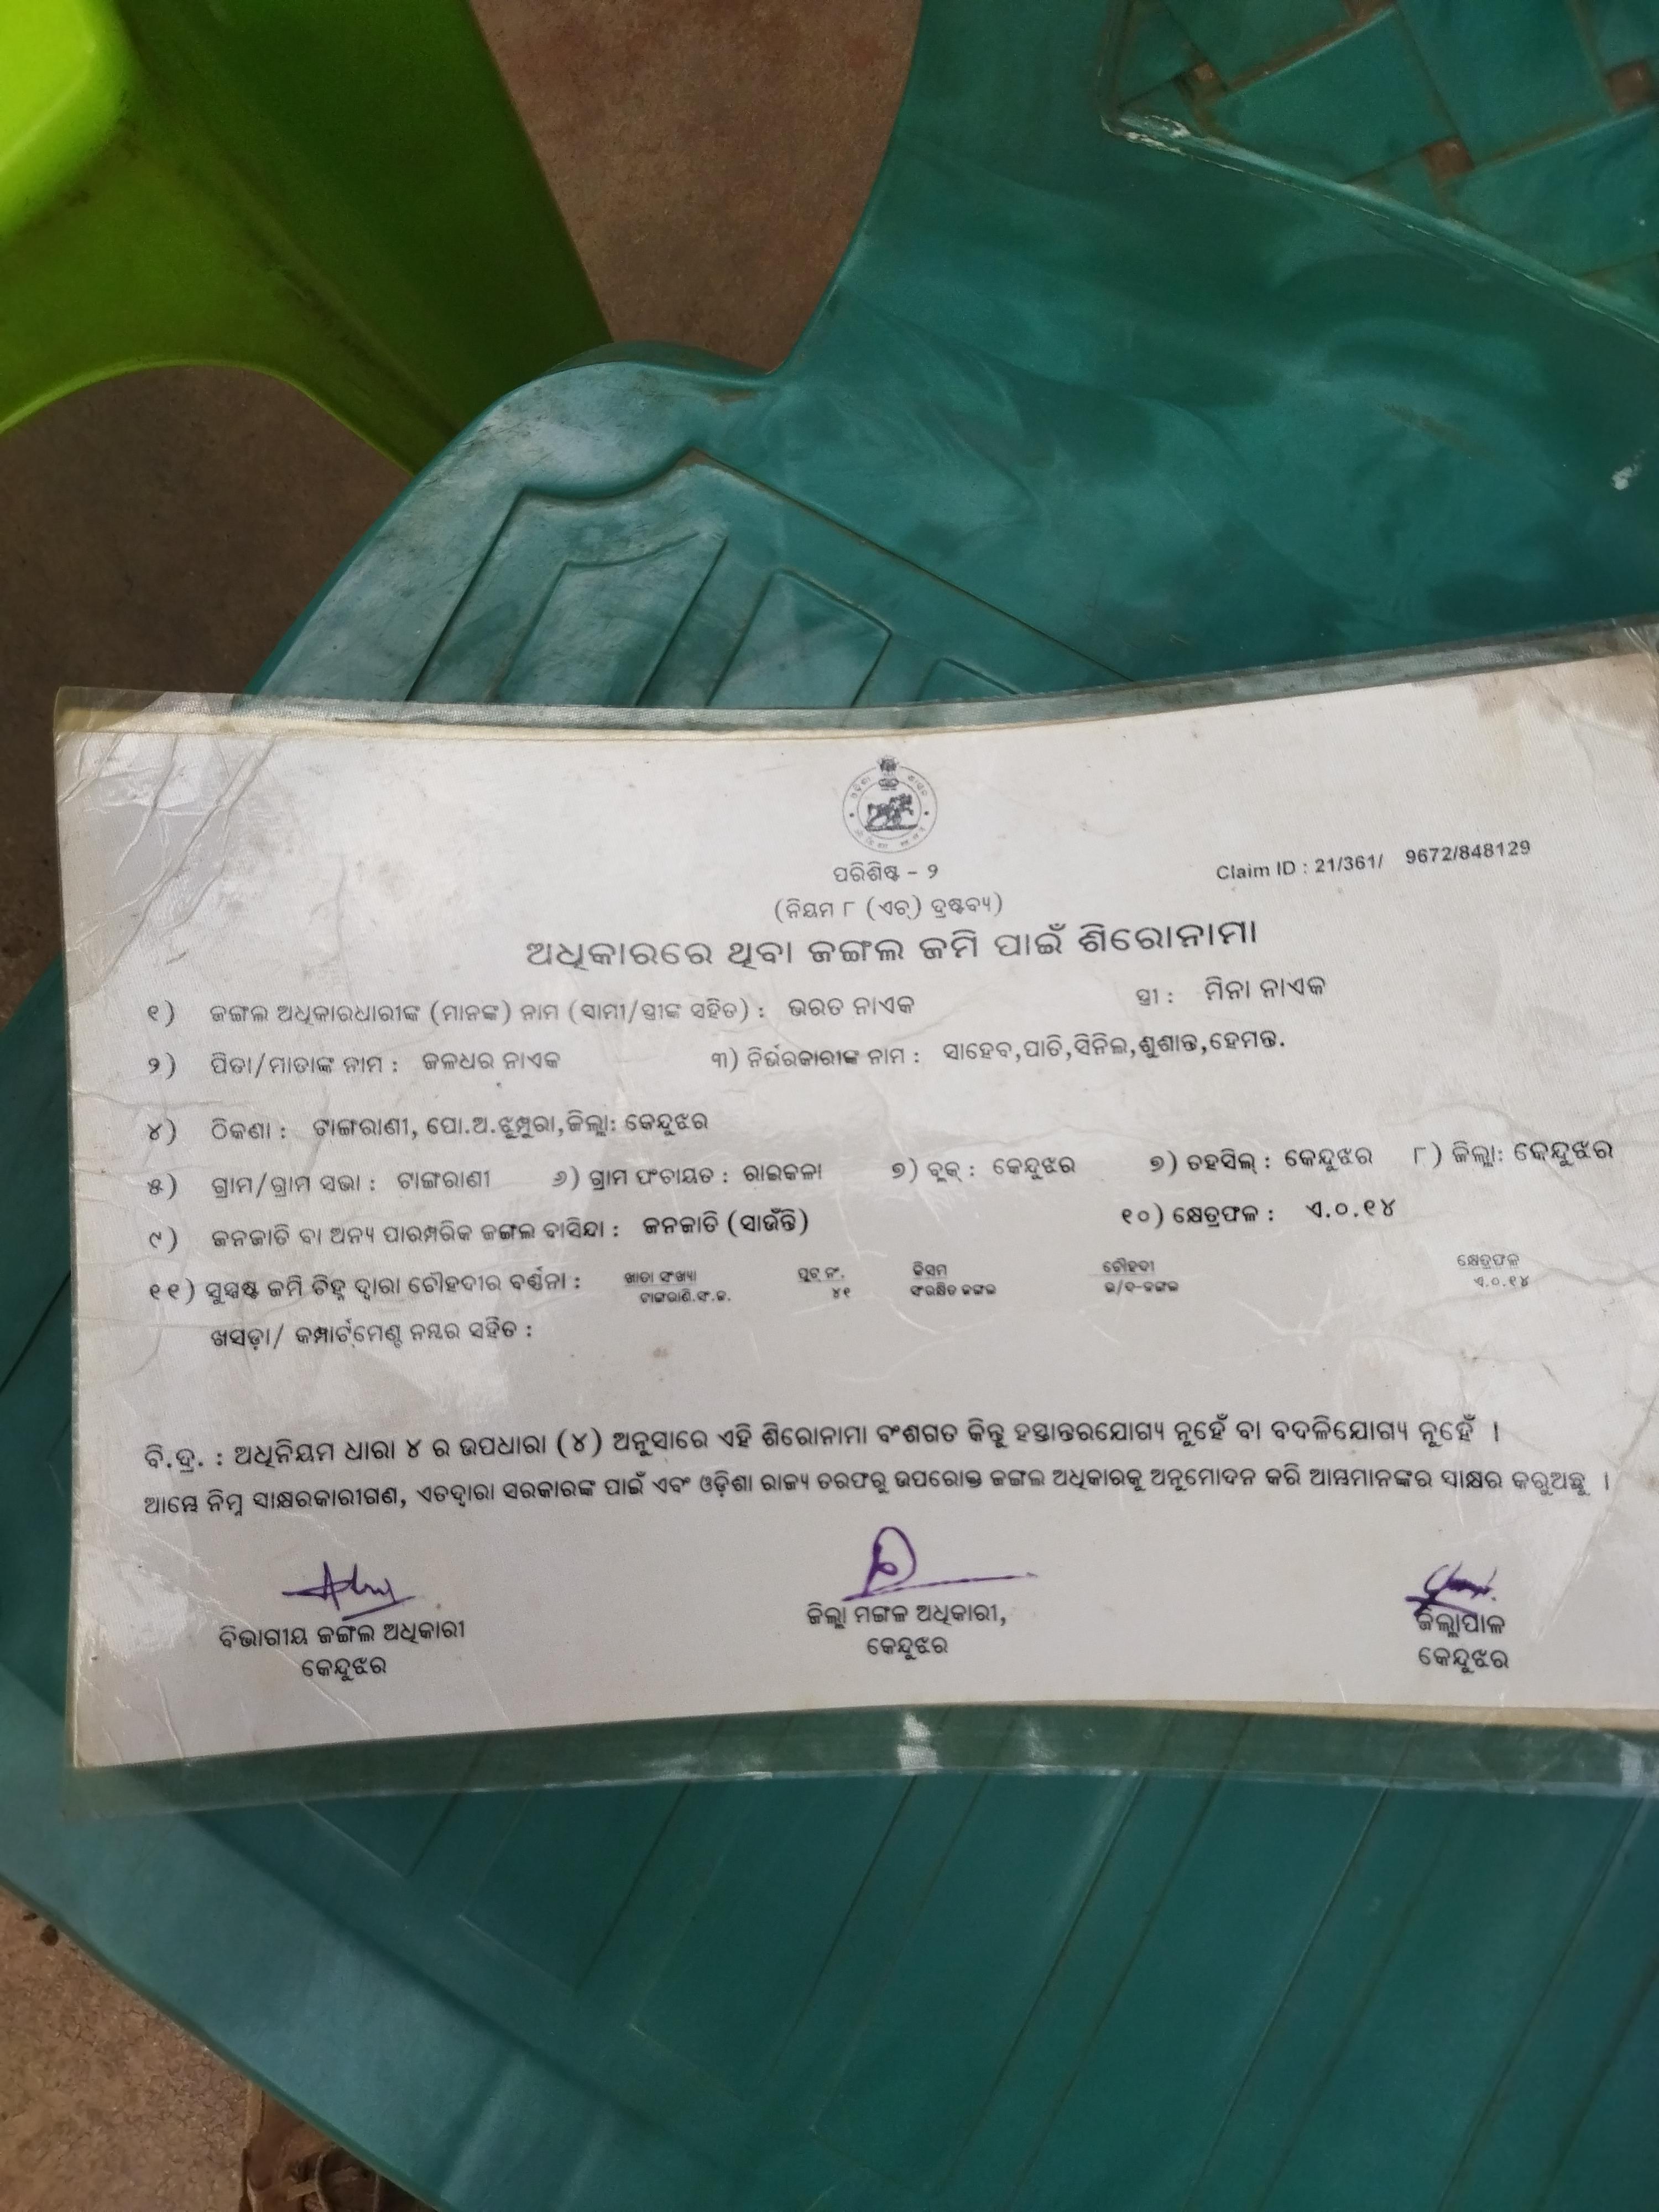 ପରିଶିଷ୍ଟ - ୨
Claim ID : 21/361/ 9672/848129
(ନିୟମ ୮ (ଏଚ୍) ଦ୍ରଷ୍ଟବ୍ୟ)
ଅଧିକାରରେ ଥିବା ଜଙ୍ଗଲ ଜମି ପାଇଁ ଶିରୋନାମା
୧) ଜଙ୍ଗଲ ଅଧିକାରଧାରୀଙ୍କ (ମାନଙ୍କ) ନାମ (ସ୍ୱାମୀ/ସ୍ତ୍ରୀଙ୍କ ସହିତ) : ଭରତ ନାଏକ ସ୍ତ୍ରୀ : ମିନା ନାଏକ
୨) ପିତା/ମାତାଙ୍କ ନାମ : ଜଳଧର ନାଏକ ୩) ନିର୍ଭରକାରୀଙ୍କ ନାମ : ସାହେବ,ପାତି,ସିନିଲ,ଶୁଶାନ୍ତ,ହେମନ୍ତ.
୪) ଠିକଣା : ଟାଙ୍ଗରାଣୀ, ପୋ.ଅ.ଝୁମ୍ପୁରା,ଜିଲ୍ଲା: କେନ୍ଦୁଝର
୫) ଗ୍ରାମ/ଗ୍ରାମ ସଭା : ଟାଙ୍ଗରାଣୀ ୬) ଗ୍ରାମ ପଂଚାୟତ : ରାଇକଳା ୭) ବ୍ଲକ୍ : କେନ୍ଦୁଝର ୭) ତହସିଲ୍ : କେନ୍ଦୁଝର ୮) ଜିଲ୍ଲା: କେନ୍ଦୁଝର
୯) ଜନଜାତି ବା ଅନ୍ୟ ପାରମ୍ପରିକ ଜଙ୍ଗଲ ବାସିନ୍ଦା : ଜନଜାତି (ସାଉଁତି) ୧୦) କ୍ଷେତ୍ରଫଳ : ଏ.୦.୧୪
୧୧) ସୁସ୍ପଷ୍ଟ ଜମି ଚିହ୍ନ ଦ୍ୱାରା ଚୌହଦୀର ବର୍ଣ୍ଣନା : ଖାତା ସଂଖ୍ୟା ପ୍ଲଟ୍ ନଂ. କିସମ ଚୌହଦୀ କ୍ଷେତ୍ରଫଳ
ଟାଙ୍ଗରାଣି.ସଂ.ଜ. ୪୧ ସଂରକ୍ଷିତ ଜଙ୍ଗଲ ଉ/ଦ-ଜଙ୍ଗଲ ଏ.୦.୧୪
ଖସଡ଼ା/ କମ୍ପାର୍ଟମେଣ୍ଟ ନମ୍ବର ସହିତ :
ବି.ଦ୍ର. : ଅଧିନିୟମ ଧାରା ୪ ର ଉପଧାରା (୪) ଅନୁସାରେ ଏହି ଶିରୋନାମା ବଂଶଗତ କିନ୍ତୁ ହସ୍ତାନ୍ତରଯୋଗ୍ୟ ନୁହେଁ ବା ବଦଳିଯୋଗ୍ୟ ନୁହେଁ ।
ଆମ୍ଭେ ନିମ୍ନ ସାକ୍ଷରକାରୀଗଣ, ଏତଦ୍ୱାରା ସରକାରଙ୍କ ପାଇଁ ଏବଂ ଓଡ଼ିଶା ରାଜ୍ୟ ତରଫରୁ ଉପରୋକ୍ତ ଜଙ୍ଗଲ ଅଧିକାରକୁ ଅନୁମୋଦନ କରି ଆମ୍ଭମାନଙ୍କର ସାକ୍ଷର କରୁଅଛୁ ।
ବିଭାଗୀୟ ଜଙ୍ଗଲ ଅଧିକାରୀ ଜିଲ୍ଲା ମଙ୍ଗଳ ଅଧିକାରୀ, ଜିଲ୍ଲାପାଳ
କେନ୍ଦୁଝର କେନ୍ଦୁଝର କେନ୍ଦୁଝର